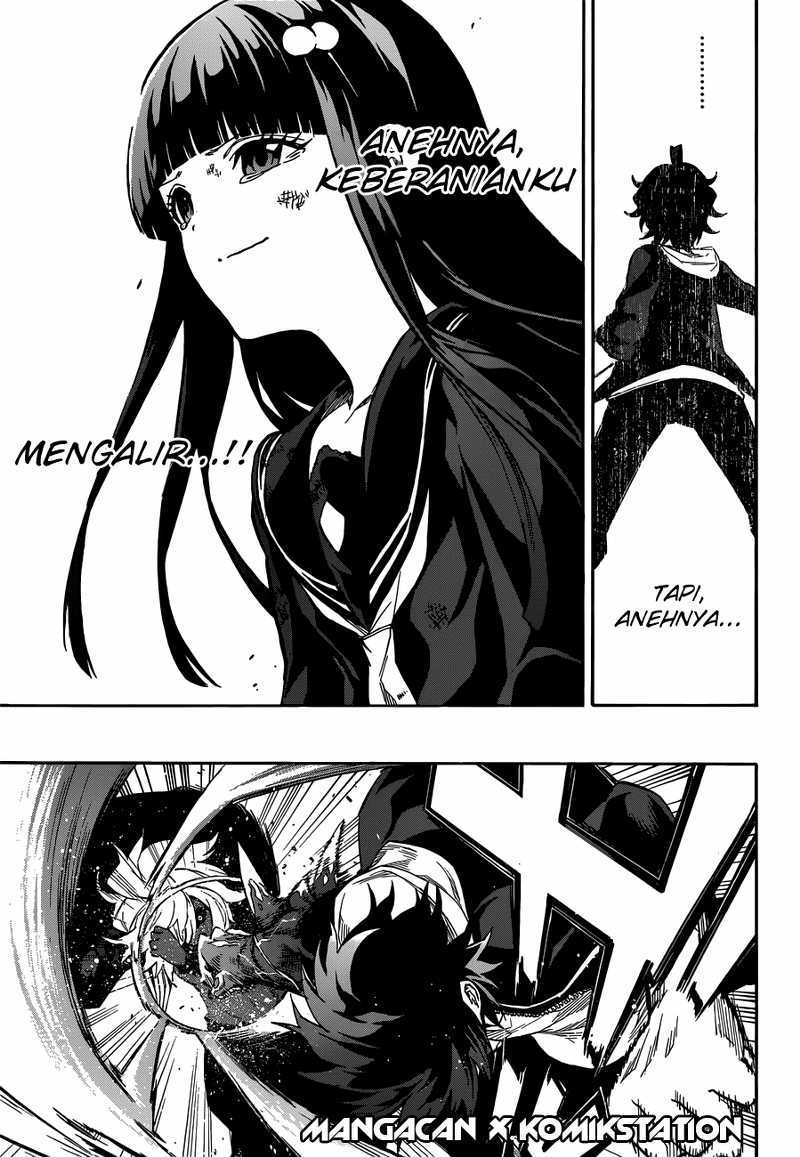 ..........
TAPI,
ANEHNYA...
ANEHNYA,
KEBERANIANKU
MENGALIR...!!
MANGACAN X KOMIKSTATION